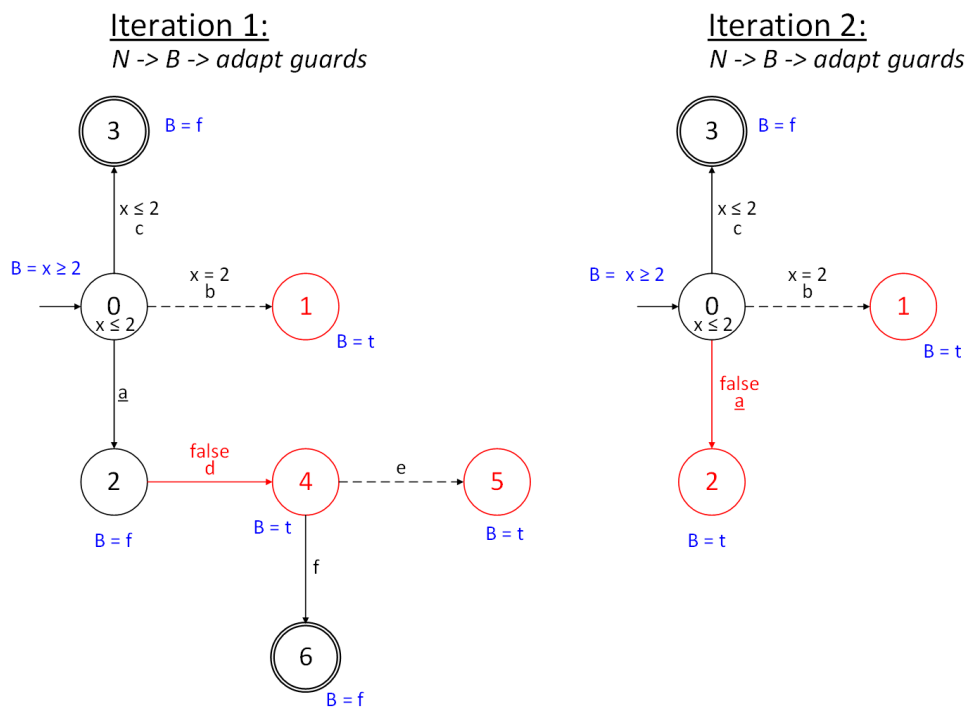 Iteration 1:
N -> B -> adapt guards
3
B = f
x ≤ 2
c
B = x ≥ 2
0
x ≤ 2
x = 2
b
1
B = t
a
2
B = f
false
d
4
B = t
e
5
B = t
f
6
B = f
Iteration 2:
N -> B -> adapt guards
3
B = f
x ≤ 2
c
B = x ≥ 2
0
x ≤ 2
x = 2
b
1
B = t
false
a
2
B = t